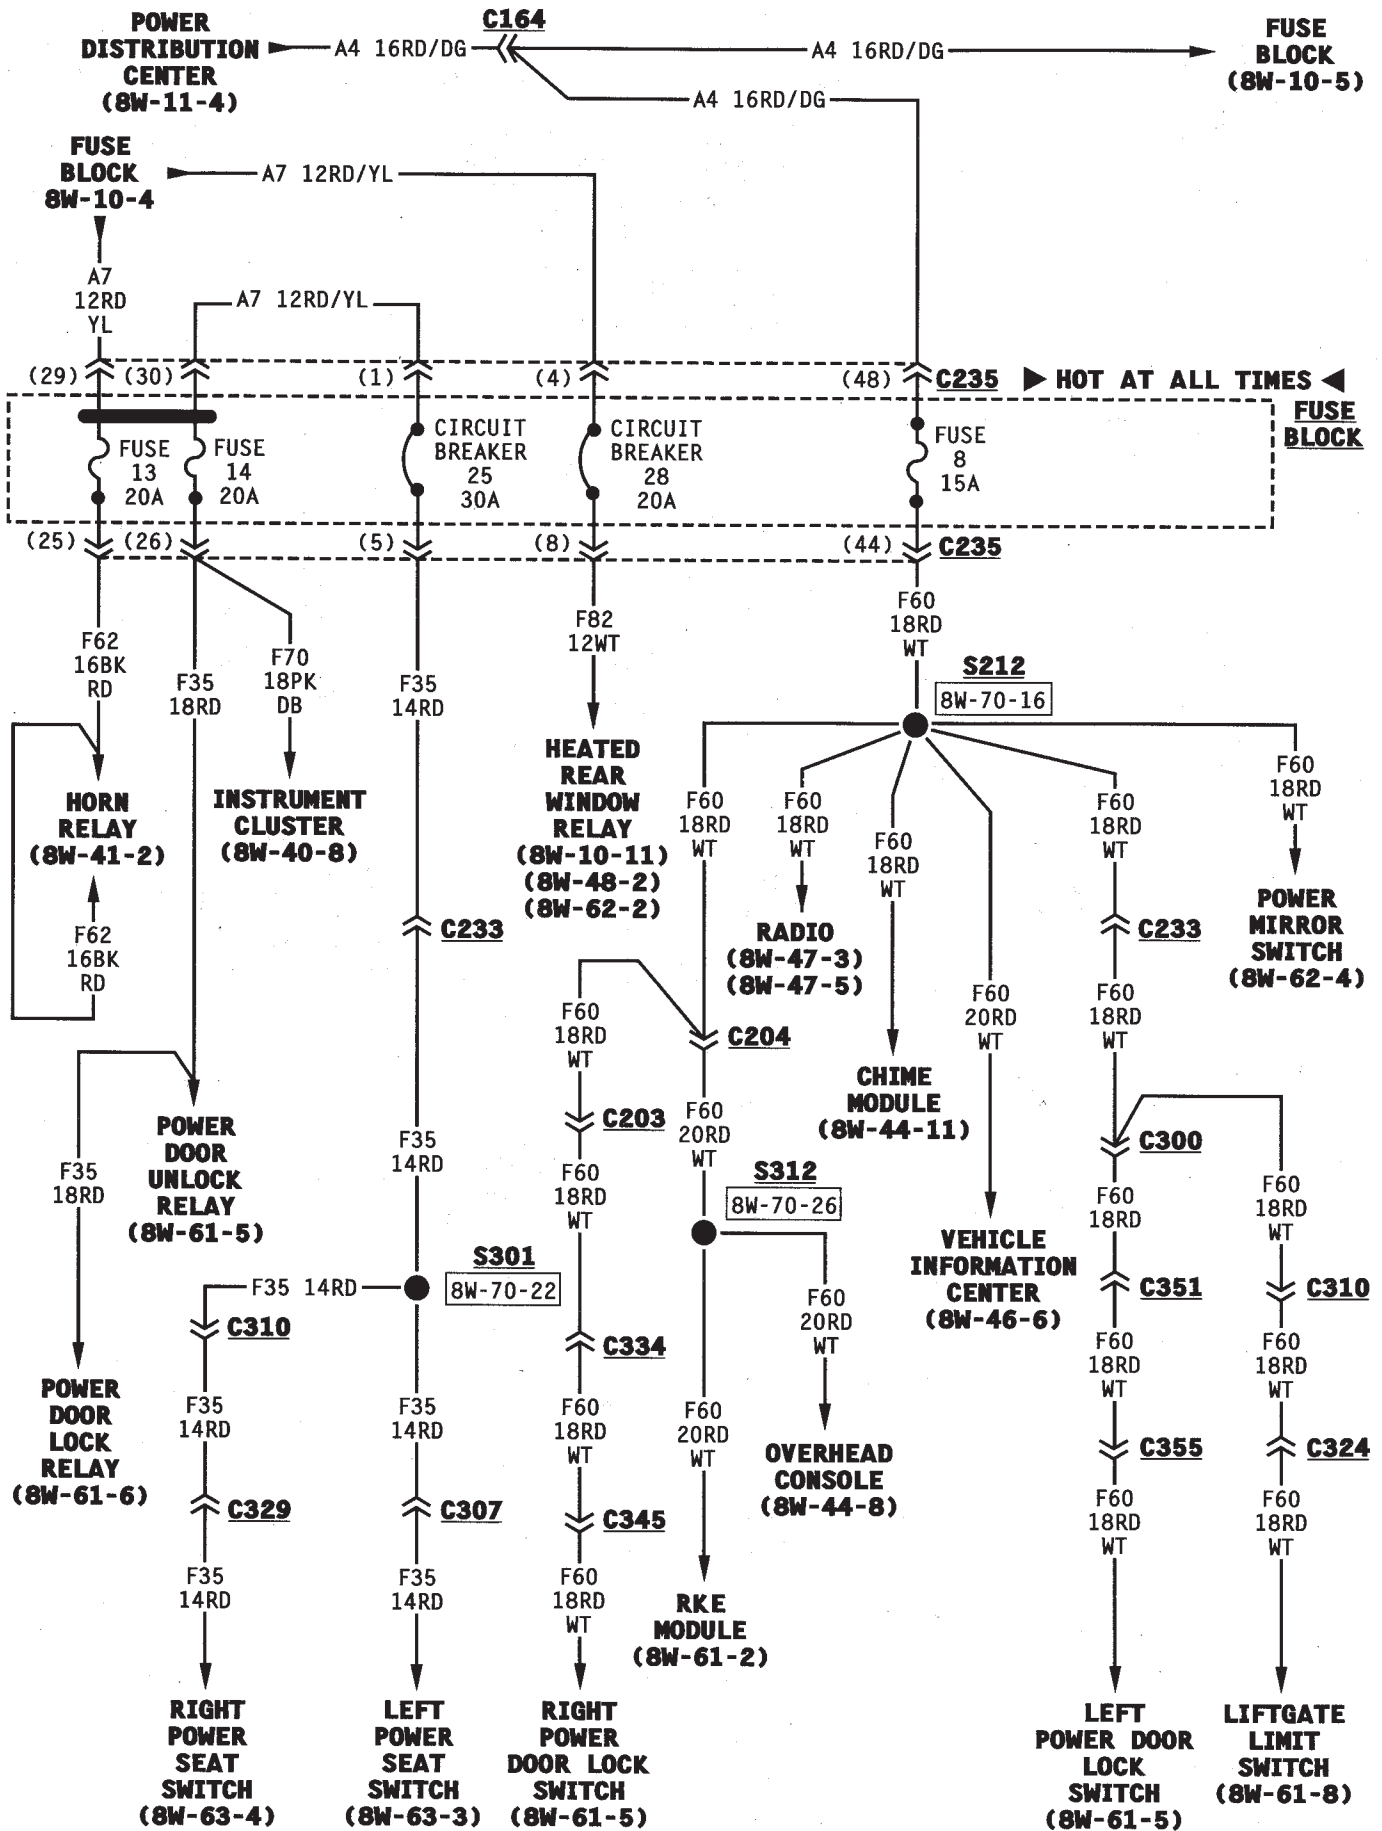 POWER
DISTRIBUTION
CENTER
(8W-11-4)
A4 16RD/DG
C164
A4 16RD/DG
FUSE
BLOCK
(8W-10-5)
A4 16RD/DG
FUSE
BLOCK
8W-10-4
A7 12RD/YL
A7
12RD
YL
A7 12RD/YL
(29)
(30)
(1)
(4)
(48)
C235
HOT AT ALL TIMES
FUSE
BLOCK
FUSE
13
20A
FUSE
14
20A
CIRCUIT
BREAKER
25
30A
CIRCUIT
BREAKER
28
20A
FUSE
8
15A
(25)
(26)
(5)
(8)
(44)
C235
F62
16BK
RD
F35
18RD
F70
18PK
DB
F35
14RD
F82
12WT
F60
18RD
WT
S212
8W-70-16
HORN
RELAY
(8W-41-2)
F62
16BK
RD
INSTRUMENT
CLUSTER
(8W-40-8)
HEATED
REAR
WINDOW
RELAY
(8W-10-11)
(8W-48-2)
(8W-62-2)
F60
18RD
WT
F60
18RD
WT
F60
18RD
WT
F60
18RD
WT
F60
18RD
WT
RADIO
(8W-47-3)
(8W-47-5)
POWER
MIRROR
SWITCH
(8W-62-4)
C233
C233
F60
18RD
WT
C204
F60
20RD
WT
F60
18RD
WT
CHIME
MODULE
(8W-44-11)
C203
F60
20RD
WT
C300
POWER
DOOR
UNLOCK
RELAY
(8W-61-5)
F35
18RD
F35
14RD
F60
18RD
WT
S312
8W-70-26
F60
18RD
F60
18RD
WT
VEHICLE
INFORMATION
CENTER
(8W-46-6)
S301
8W-70-22
F35 14RD
C310
C334
F60
20RD
WT
C351
C310
POWER
DOOR
LOCK
RELAY
(8W-61-6)
F35
14RD
F35
14RD
F60
18RD
WT
F60
20RD
WT
F60
18RD
WT
F60
18RD
WT
OVERHEAD
CONSOLE
(8W-44-8)
C355
C324
C329
C307
C345
F60
18RD
WT
F60
18RD
WT
F35
14RD
F35
14RD
F60
18RD
WT
RKE
MODULE
(8W-61-2)
RIGHT
POWER
SEAT
SWITCH
(8W-63-4)
LEFT
POWER
SEAT
SWITCH
(8W-63-3)
RIGHT
POWER
DOOR LOCK
SWITCH
(8W-61-5)
LEFT
POWER DOOR
LOCK
SWITCH
(8W-61-5)
LIFTGATE
LIMIT
SWITCH
(8W-61-8)